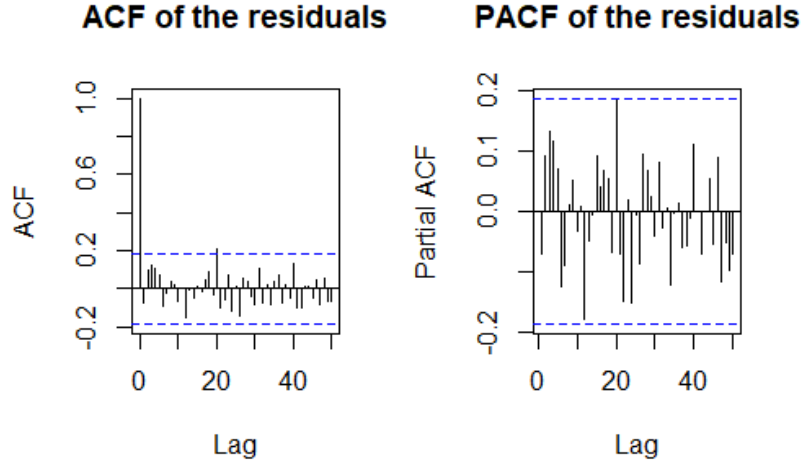 ACF of the residuals
ACF
1.0
0.6
0.2
-0.2
0
20
40
Lag
PACF of the residuals
Partial ACF
0.2
0.1
0.0
-0.2
0
20
40
Lag